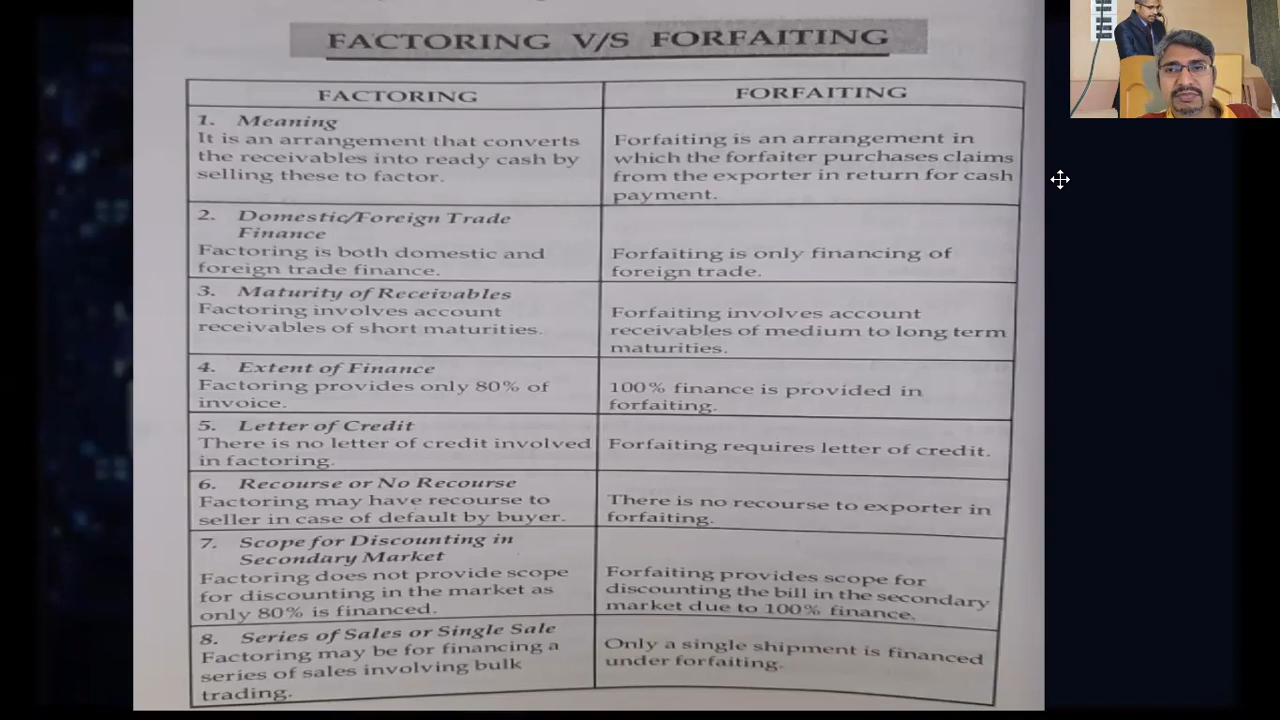 FACTORING V/S FORFAITING
FACTORING
FORFAITING
1. Meaning
It is an arrangement that converts
the receivables into ready cash by
selling these to factor.
Forfaiting is an arrangement in
which the forfaiter purchases claims
from the exporter in return for cash
payment.
2. Domestic/Foreign Trade
Finance
Factoring is both domestic and
foreign trade finance.
Forfaiting is only financing of
foreign trade.
3. Maturity of Receivables
Factoring involves account
receivables of short maturities.
Forfaiting involves account
receivables of medium to long term
maturities.
4. Extent of Finance
Factoring provides only 80% of
invoice.
100% finance is provided in
forfaiting.
5. Letter of Credit
There is no letter of credit involved
in factoring.
Forfaiting requires letter of credit.
6. Recourse or No Recourse
Factoring may have recourse to
seller in case of default by buyer.
There is no recourse to exporter in
forfaiting.
7. Scope for Discounting in
Secondary Market
Factoring does not provide scope
for discounting in the market as
only 80% is financed.
Forfaiting provides scope for
discounting the bill in the secondary
market due to 100% finance.
8. Series of Sales or Single Sale
Factoring may be for financing a
series of sales involving bulk
trading.
Only a single shipment is financed
under forfaiting.